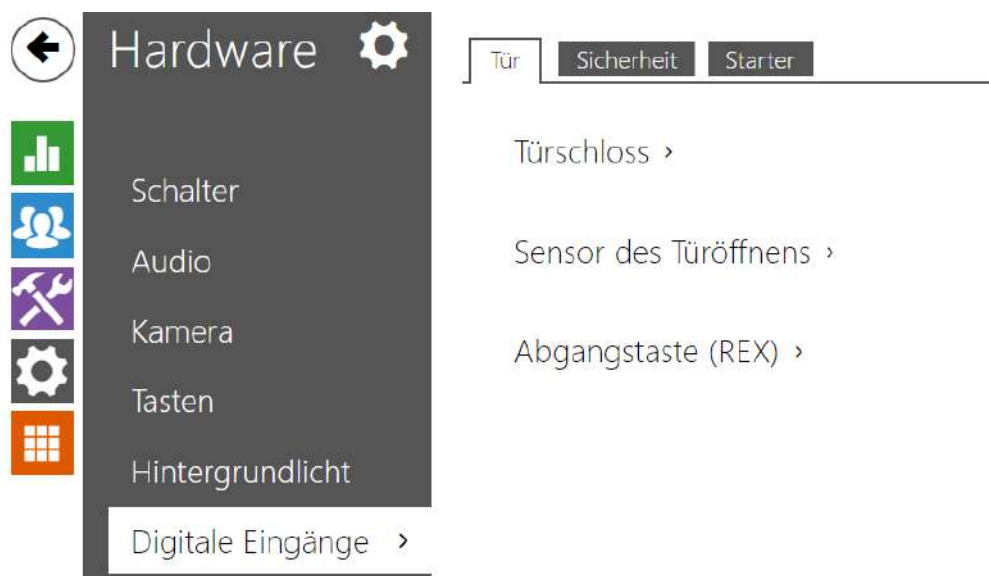 Hardware
Schalter
Audio
Kamera
Tasten
Hintergrundlicht
Digitale Eingänge >
Tür
Sicherheit
Starter
Türschloss >
Sensor des Türöffnens >
Abgangstaste (REX) >